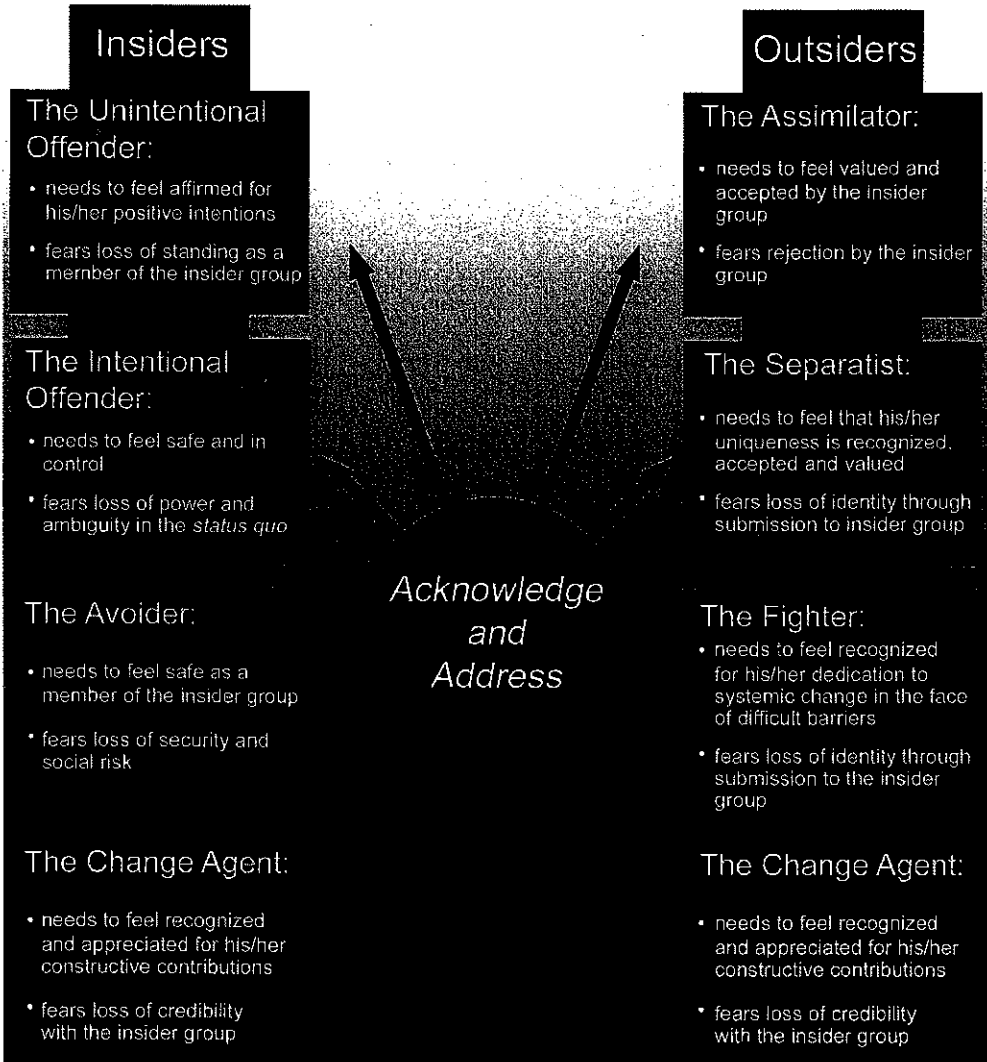 Insiders
The Unintentional
Offender:
• needs to feel affirmed for
his/her positive intentions
• fears loss of standing as a
member of the insider group
The Intentional
Offender:
• needs to feel safe and in
control
• fears loss of power and
ambiguity in the status quo
The Avoider:
• needs to feel safe as a
member of the insider group
• fears loss of security and
social risk
The Change Agent:
• needs to feel recognized
and appreciated for his/her
constructive contributions
• fears loss of credibility
with the insider group
Acknowledge
and
Address
Outsiders
The Assimilator:
• needs to feel valued and
accepted by the insider
group
• fears rejection by the insider
group
The Separatist:
• needs to feel that his/her
uniqueness is recognized,
accepted and valued
• fears loss of identity through
submission to insider group
The Fighter:
• needs to feel recognized
for his/her dedication to
systemic change in the face
of difficult barriers
• fears loss of identity through
submission to the insider
group
The Change Agent:
• needs to feel recognized
and appreciated for his/her
constructive contributions
• fears loss of credibility
with the insider group